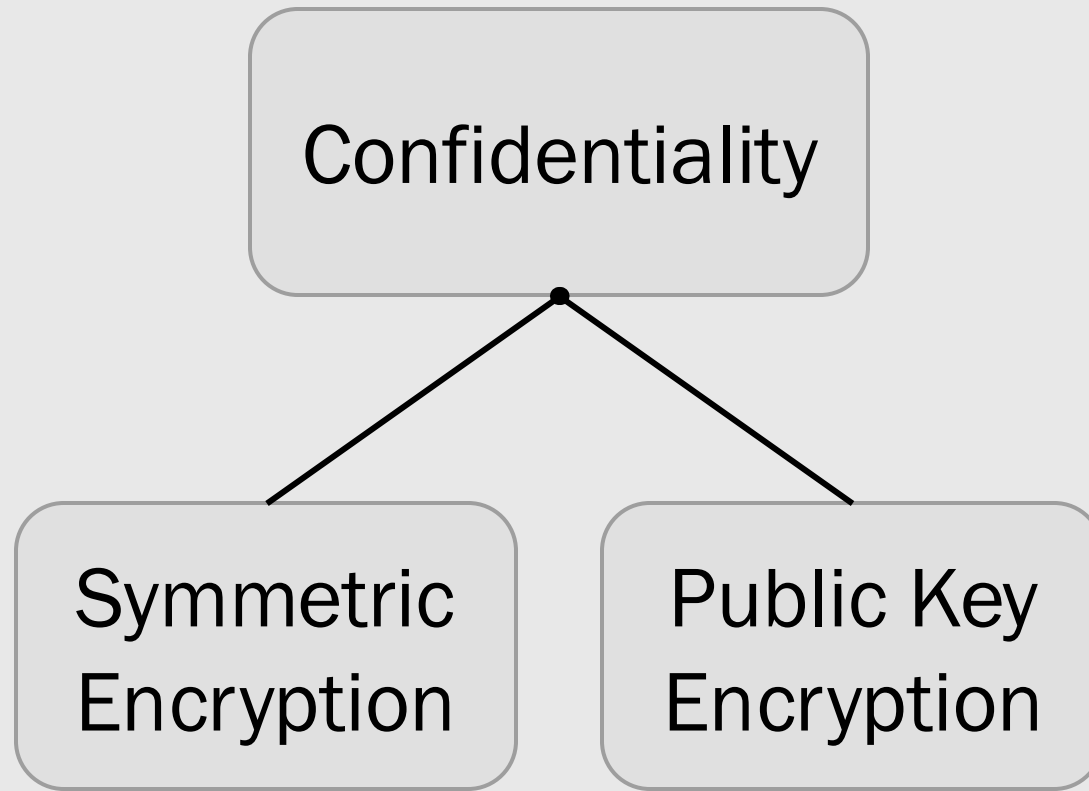 Confidentiality
Symmetric
Encryption
Public Key
Encryption